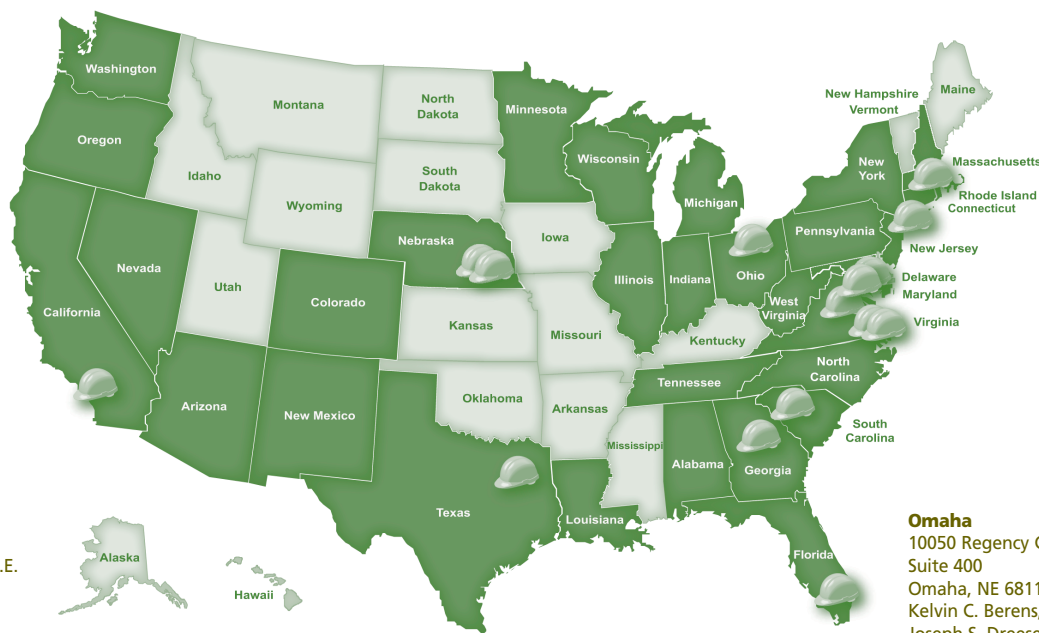 Washington
Montana
North
Dakota
Minnesota
New Hampshire
Vermont
Maine
Oregon
Idaho
Wisconsin
New
York
Massachusetts
South
Dakota
Michigan
Rhode Island
Connecticut
Wyoming
Nebraska
Iowa
Pennsylvania
New Jersey
Nevada
Utah
Colorado
Illinois
Indiana
Ohio
Delaware
Maryland
West
Virginia
Virginia
California
Kansas
Missouri
Kentucky
Arizona
New Mexico
Oklahoma
Arkansas
Tennessee
North
Carolina
South
Carolina
Mississippi
Alabama
Georgia
Texas
Louisiana
Florida
Alaska
Hawaii
.E.
Omaha
10050 Regency
Suite 400
Omaha, NE 6811
Kelvin C. Berens,
Joseph S.